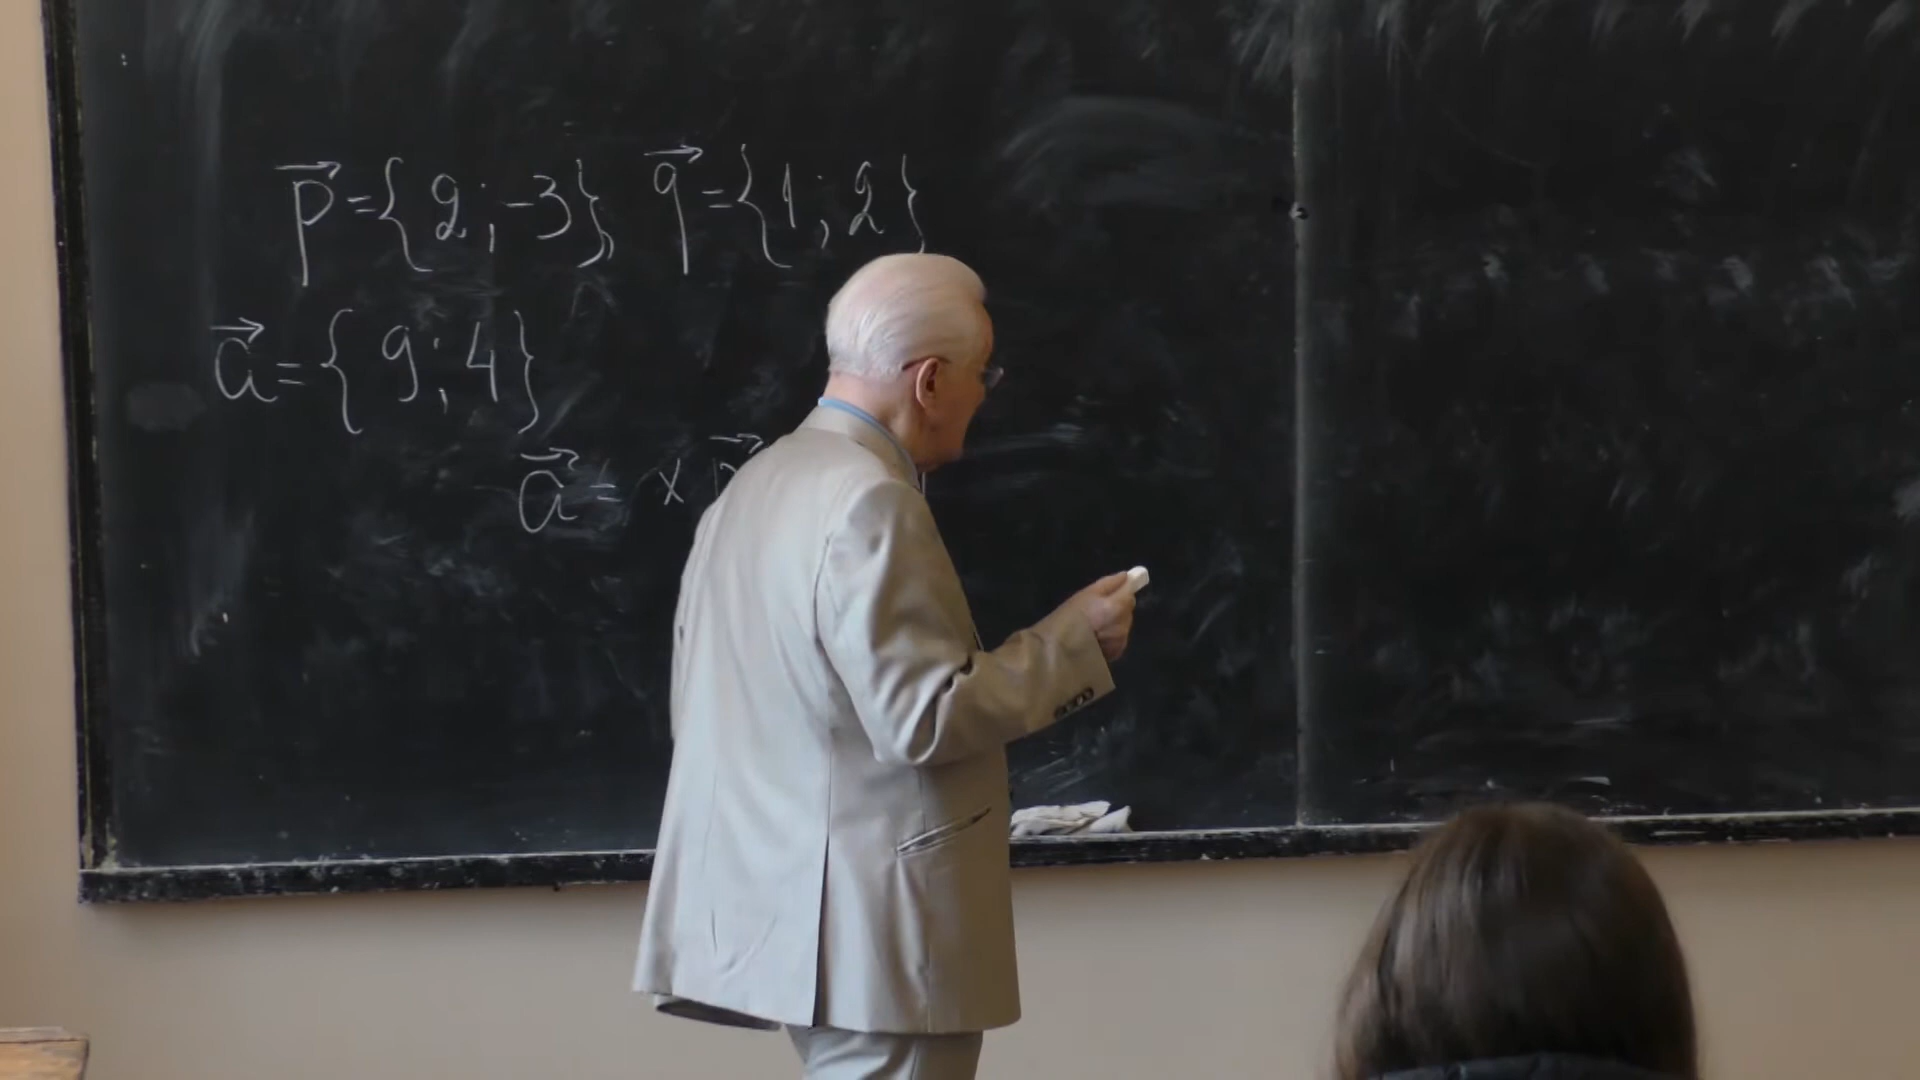 p⃗={2;-3}, q⃗={1;2}
a⃗={9;4}
a⃗= x p⃗